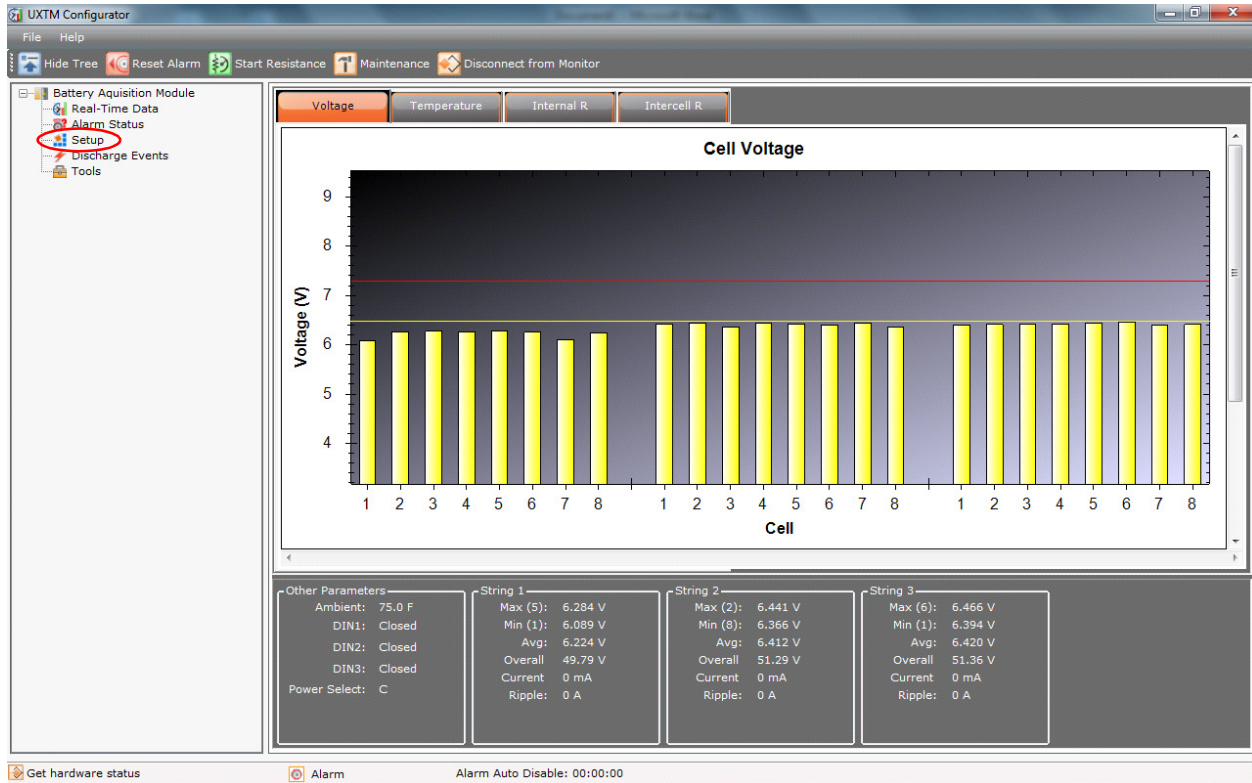 UXTM Configurator
File Help
Hide Tree Reset Alarm Start Resistance Maintenance Disconnect from Monitor
Battery Aquisition Module
Real-Time Data
Alarm Status
Setup
Discharge Events
Tools
Voltage Temperature Internal R Intercell R
Cell Voltage
9
8
7
6
5
4
Voltage (V)
1 2 3 4 5 6 7 8 1 2 3 4 5 6 7 8 1 2 3 4 5 6 7 8
Cell
Other Parameters
Ambient: 75.0 F
DIN1: Closed
DIN2: Closed
DIN3: Closed
Power Select: C
String 1
Max (5): 6.284 V
Min (1): 6.089 V
Avg: 6.224 V
Overall 49.79 V
Current 0 mA
Ripple: 0 A
String 2
Max (2): 6.441 V
Min (8): 6.366 V
Avg: 6.412 V
Overall 51.29 V
Current 0 mA
Ripple: 0 A
String 3
Max (6): 6.466 V
Min (1): 6.394 V
Avg: 6.420 V
Overall 51.36 V
Current 0 mA
Ripple: 0 A
Get hardware status Alarm Alarm Auto Disable: 00:00:00